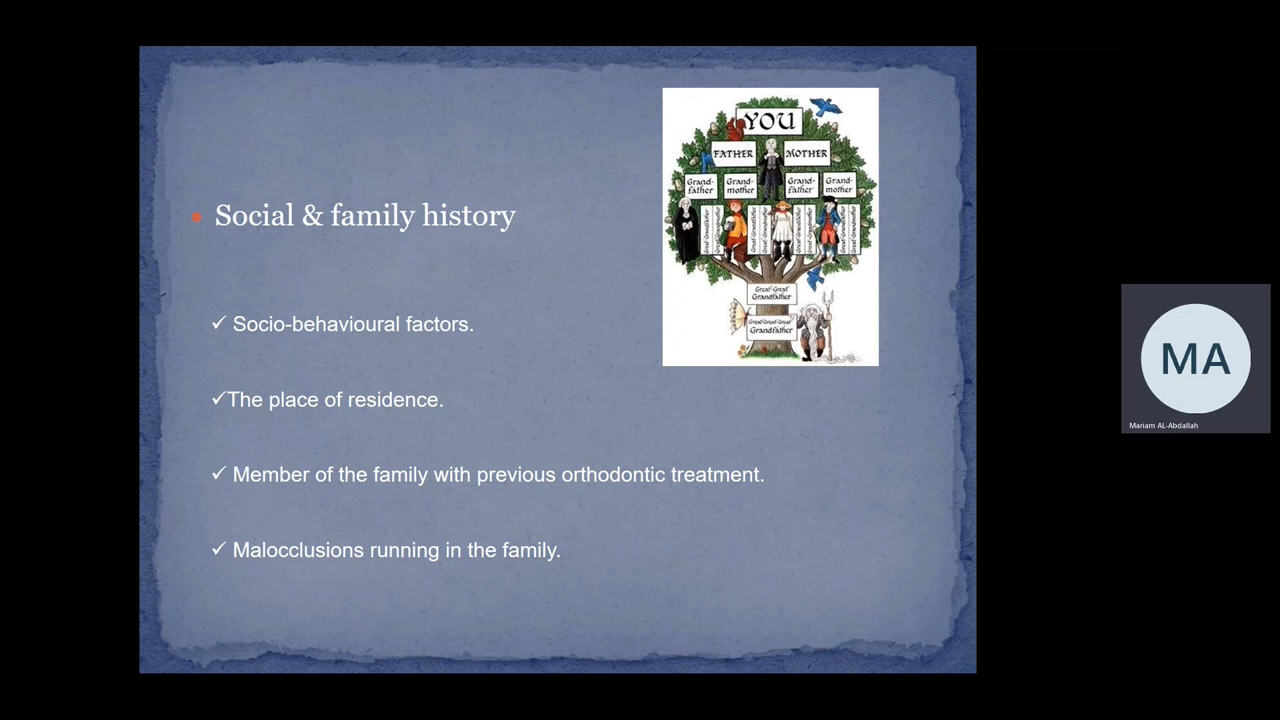 • Social & family history
✓ Socio-behavioural factors.
✓The place of residence.
✓ Member of the family with previous orthodontic treatment.
✓ Malocclusions running in the family.
YOU
FATHER MOTHER
Grand-father Grand-mother Grand-father Grand-mother
Great-Great Grandfather
Great-Great-Great Grandfather
MA
Mariam AL-Abdallah